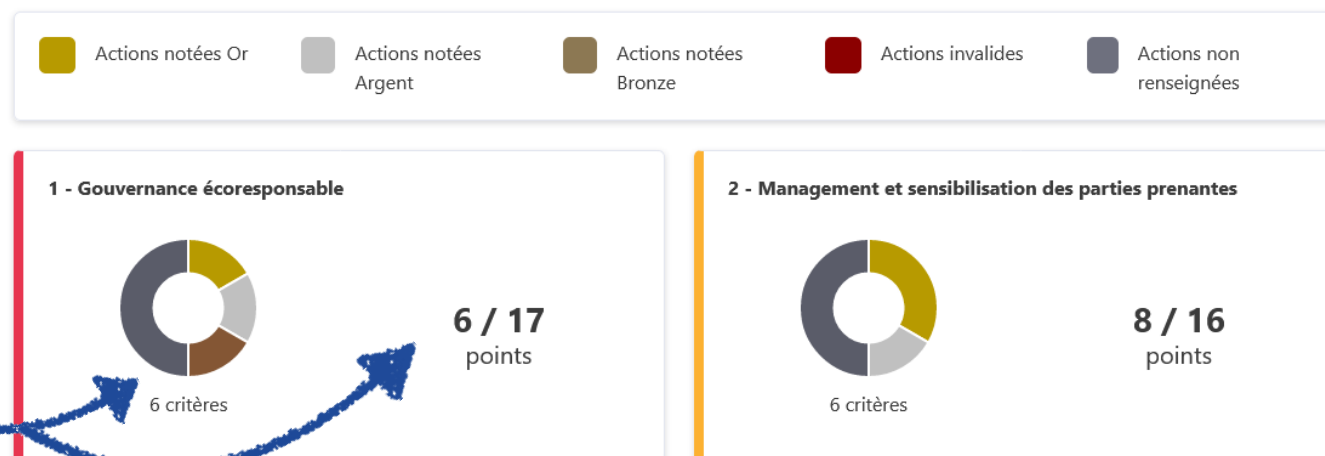 Actions notées Or
Actions notées
Argent
Actions notées
Bronze
Actions invalides
Actions non
renseignées
1 - Gouvernance écoresponsable
6 / 17
points
6 critères
2 - Management et sensibilisation des parties prenantes
8 / 16
points
6 critères